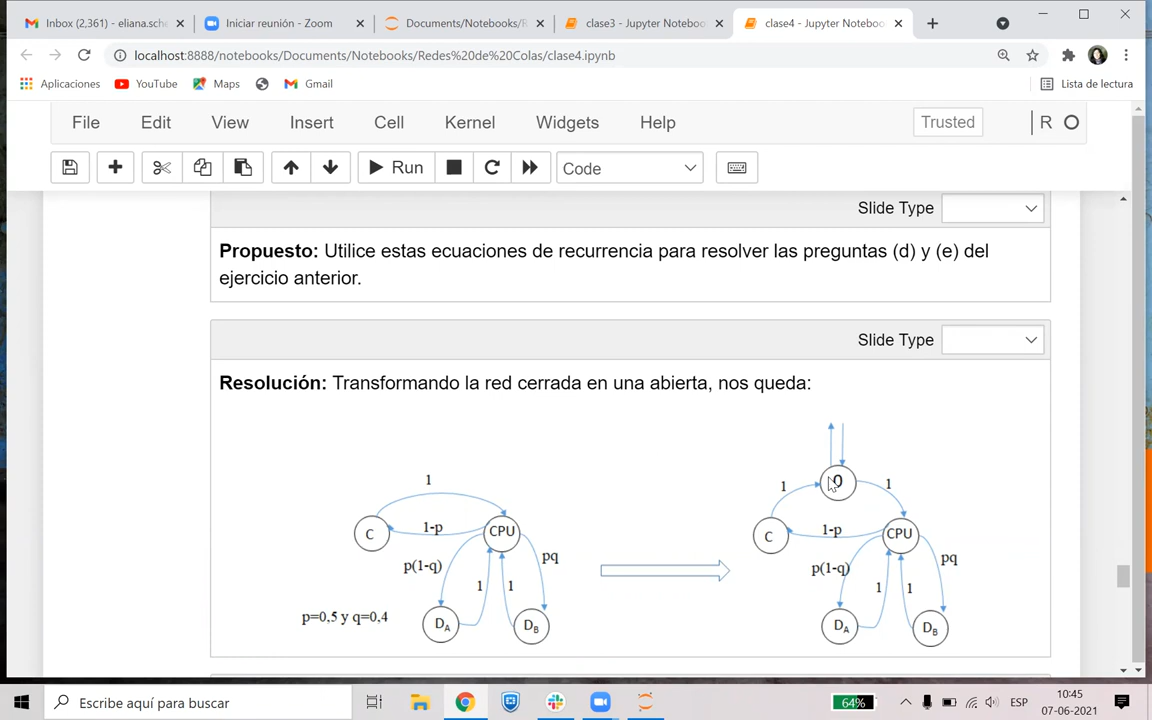 Inbox (2,361) - eliana.sche
Iniciar reunión - Zoom
Documents/Notebooks/R
clase3 - Jupyter Noteboo
clase4 - Jupyter Noteboo
localhost:8888/notebooks/Documents/Notebooks/Redes%20de%20Colas/clase4.ipynb
Aplicaciones YouTube Maps Gmail Lista de lectura
File Edit View Insert Cell Kernel Widgets Help Trusted R
Run Code
Slide Type
Propuesto: Utilice estas ecuaciones de recurrencia para resolver las preguntas (d) y (e) del
ejercicio anterior.
Slide Type
Resolución: Transformando la red cerrada en una abierta, nos queda:
1
C
1-p
CPU
p(1-q)
pq
1
1
p=0,5 y q=0,4
DA
DB
0
1
1
C
1-p
CPU
p(1-q)
pq
1
1
DA
DB
Escribe aquí para buscar
64%
ESP
10:45
07-06-2021